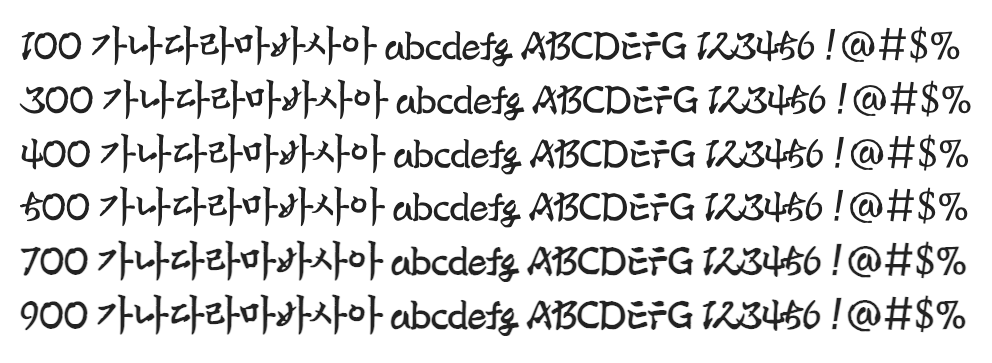 100 가나다라마바사아 abcdefg ABCDEFG 123456 !@#$%
300 가나다라마바사아 abcdefg ABCDEFG 123456 !@#$%
400 가나다라마바사아 abcdefg ABCDEFG 123456 !@#$%
500 가나다라마바사아 abcdefg ABCDEFG 123456 !@#$%
700 가나다라마바사아 abcdefg ABCDEFG 123456 !@#$%
900 가나다라마바사아 abcdefg ABCDEFG 123456 !@#$%